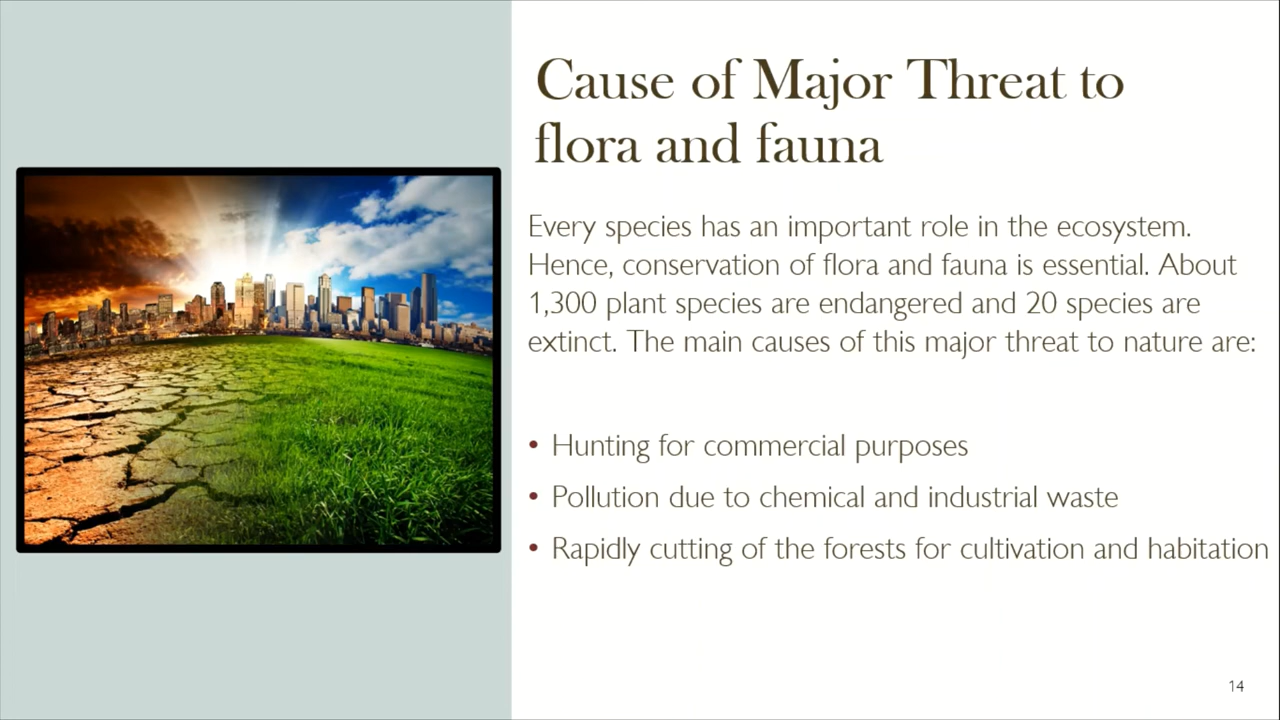 Cause of Major Threat to
flora and fauna
Every species has an important role in the ecosystem.
Hence, conservation of flora and fauna is essential. About
1,300 plant species are endangered and 20 species are
extinct. The main causes of this major threat to nature are:
• Hunting for commercial purposes
• Pollution due to chemical and industrial waste
• Rapidly cutting of the forests for cultivation and habitation
14